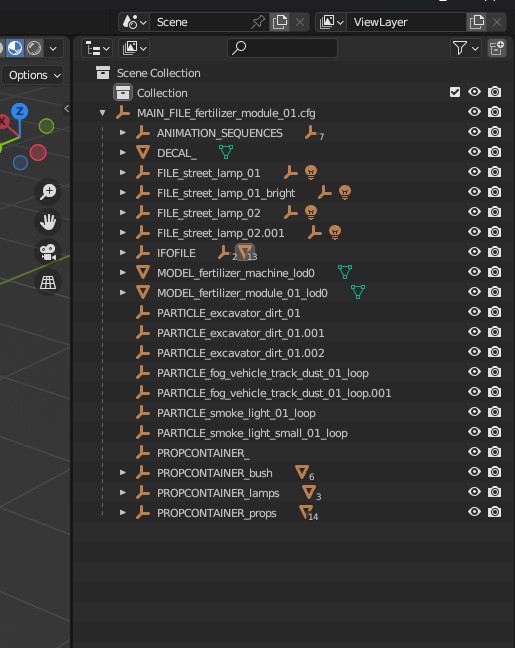 Scene
ViewLayer
Options
Z
Scene Collection
Collection
MAIN_FILE_fertilizer_module_01.cfg
ANIMATION_SEQUENCES 7
DECAL_
FILE_street_lamp_01
FILE_street_lamp_01_bright
FILE_street_lamp_02
FILE_street_lamp_02.001
IFOFILE 2 13
MODEL_fertilizer_machine_lod0
MODEL_fertilizer_module_01_lod0
PARTICLE_excavator_dirt_01
PARTICLE_excavator_dirt_01.001
PARTICLE_excavator_dirt_01.002
PARTICLE_fog_vehicle_track_dust_01_loop
PARTICLE_fog_vehicle_track_dust_01_loop.001
PARTICLE_smoke_light_01_loop
PARTICLE_smoke_light_small_01_loop
PROPCONTAINER_
PROPCONTAINER_bush 6
PROPCONTAINER_lamps 3
PROPCONTAINER_props 14